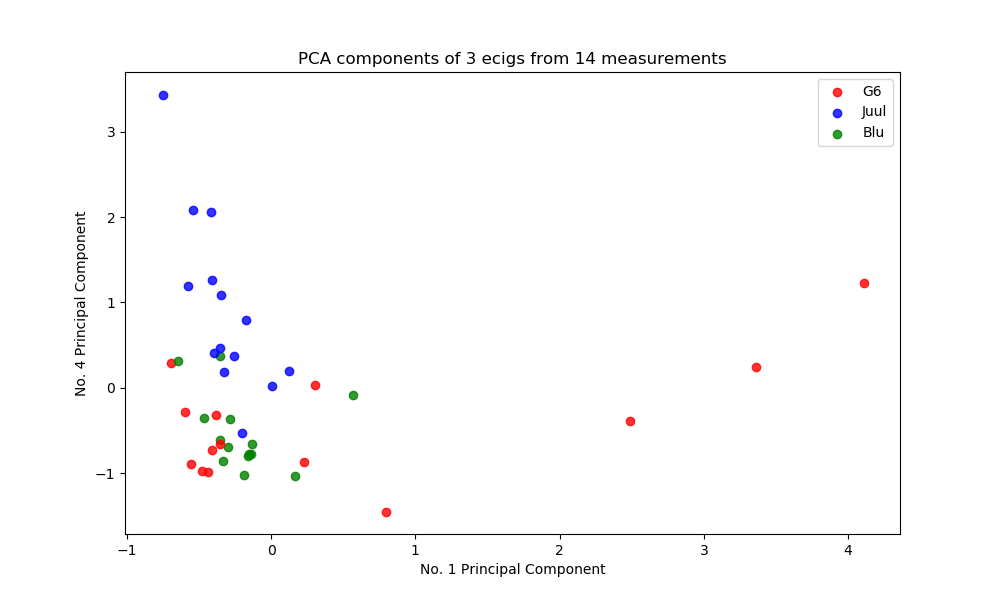 PCA components of 3 ecigs from 14 measurements
G6
Juul
Blu
3
2
1
0
−1
No. 4 Principal Component
−1
0
1
2
3
4
No. 1 Principal Component